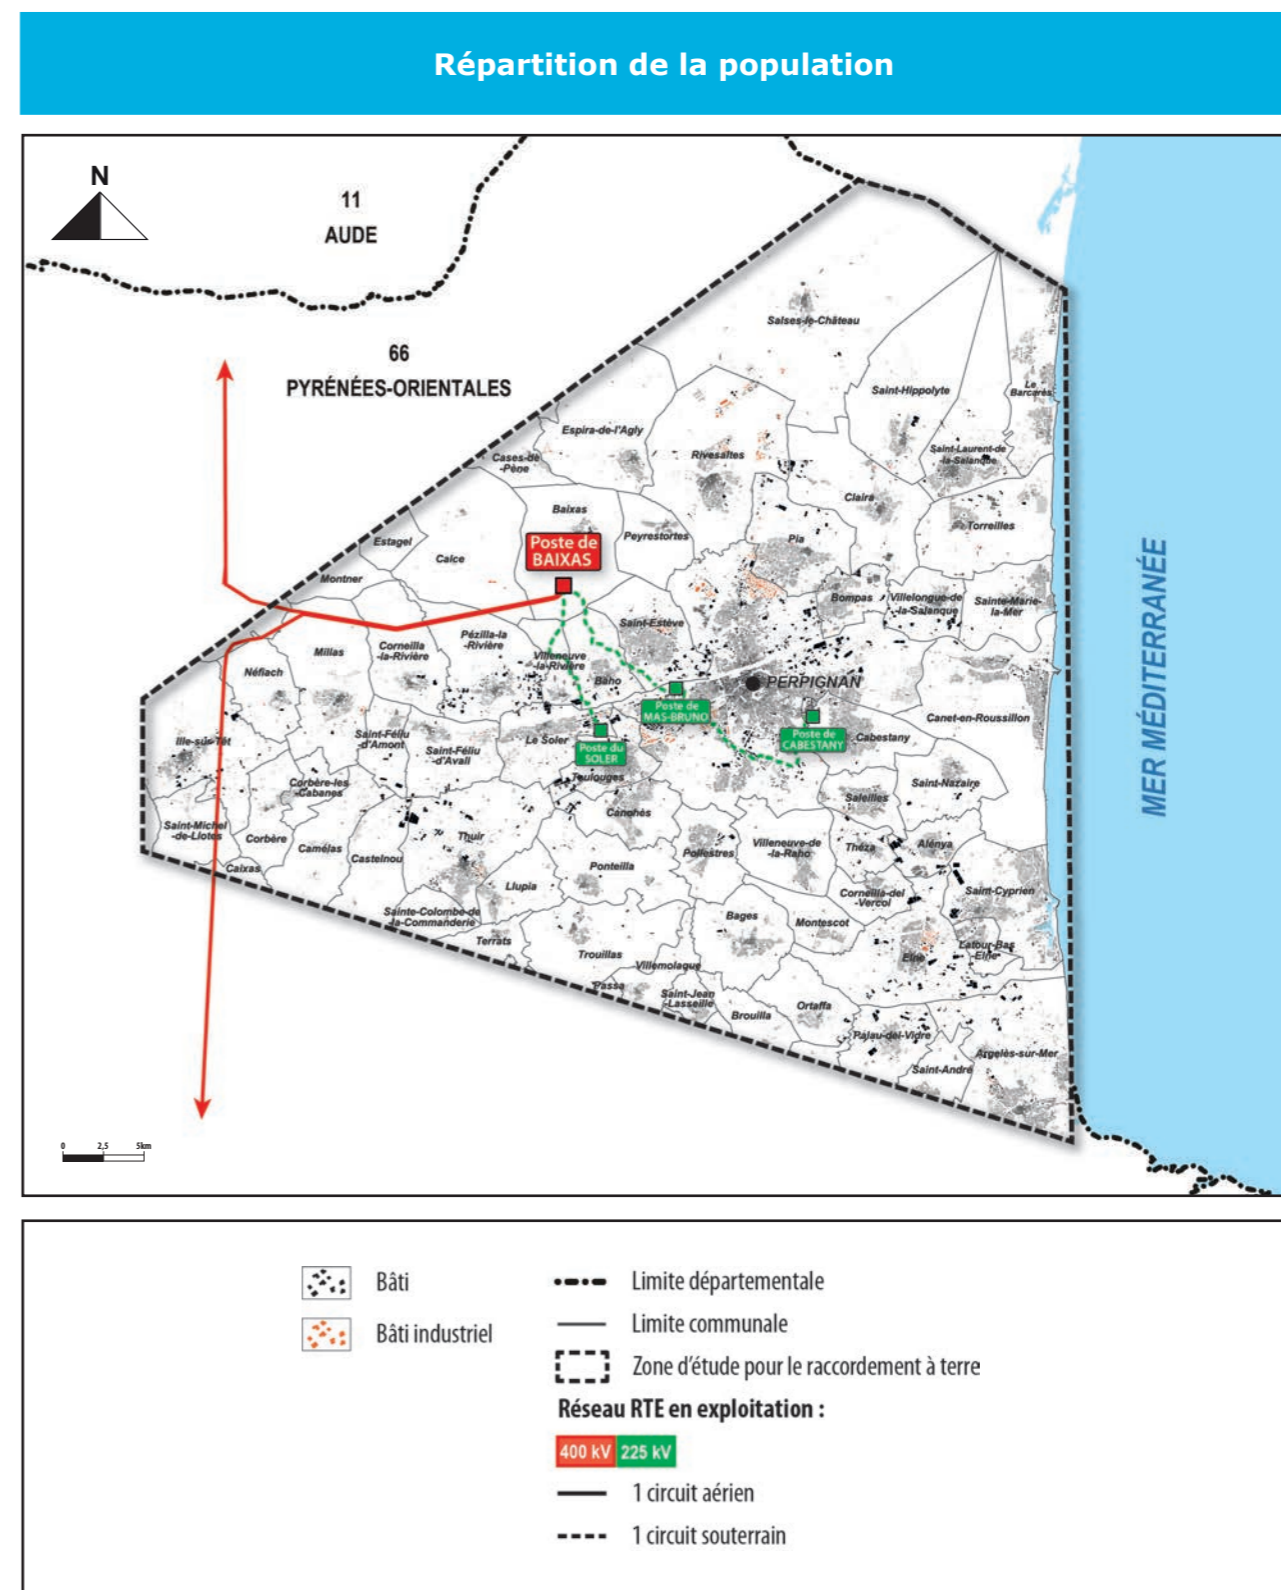 Répartition de la population
N
11
AUDE
66
PYRÉNÉES-ORIENTALES
Salses-le-Château
Saint-Hippolyte
Le
Barcarès
Espira-de-l'Agly
Cases-de
-Pène
Rivesaltes
Saint-Laurent-de
-la-Salanque
Claira
Baixas
Torreilles
Estagel
Calce
Poste de
BAIXAS
Peyrestortes
Pia
Montner
Bompas
Villelongue-de
-la-Salanque
Sainte-Marie-
la-Mer
MER MÉDITERRANÉE
Saint-Estève
Pézilla-la
-Rivière
Corneilla
-la-Rivière
Millas
Néfiach
Villeneuve
-la-Rivière
Baho
PERPIGNAN
Poste de
MAS-BRUNO
Poste de
CABESTANY
Canet-en-Roussillon
Ille-sur-Têt
Saint-Féliu
-d'Amont
Saint-Féliu
-d'Avall
Le Soler
Poste du
SOLER
Cabestany
Toulouges
Corbère-les
-Cabanes
Saint-Nazaire
Saleilles
Canohès
Saint-Michel
-de-Llotes
Corbère
Camélas
Castelnou
Thuir
Pollestres
Villeneuve-de
-la-Raho
Théza
Alénya
Caixas
Ponteilla
Llupia
Corneilla-del
-Vercol
Saint-Cyprien
Sainte-Colombe-de
-la-Commanderie
Bages
Montescot
Terrats
Trouillas
Elne
Latour-Bas
-Elne
Villemolaque
Passa
Saint-Jean
-Lasseille
Brouilla
Ortaffa
Palau-del-Vidre
Argelès-sur-Mer
Saint-André
0 2,5 5km
Bâti
Bâti industriel
Limite départementale
Limite communale
Zone d'étude pour le raccordement à terre
Réseau RTE en exploitation :
400 kV 225 kV
1 circuit aérien
1 circuit souterrain